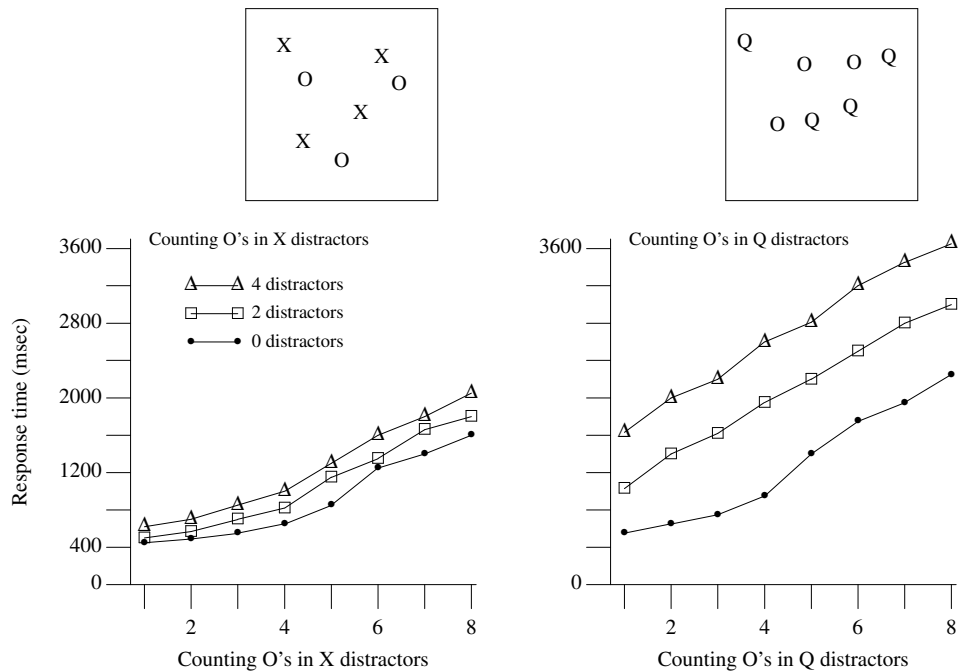 X
X
O
O
X
X
O
Q
O
O
Q
Q
O
Q
Counting O's in X distractors
4 distractors
2 distractors
0 distractors
Response time (msec)
3600
2800
2000
1200
400
0
2
4
6
8
Counting O's in X distractors
Counting O's in Q distractors
3600
0
2
4
6
8
Counting O's in Q distractors